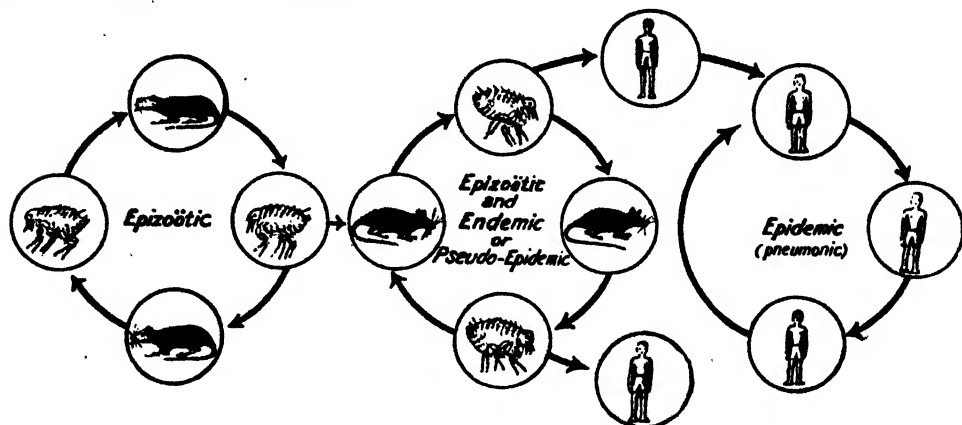 Epizoötic
Epizoötic
and
Endemic
or
Pseudo-Epidemic
Epidemic
(pneumonic)